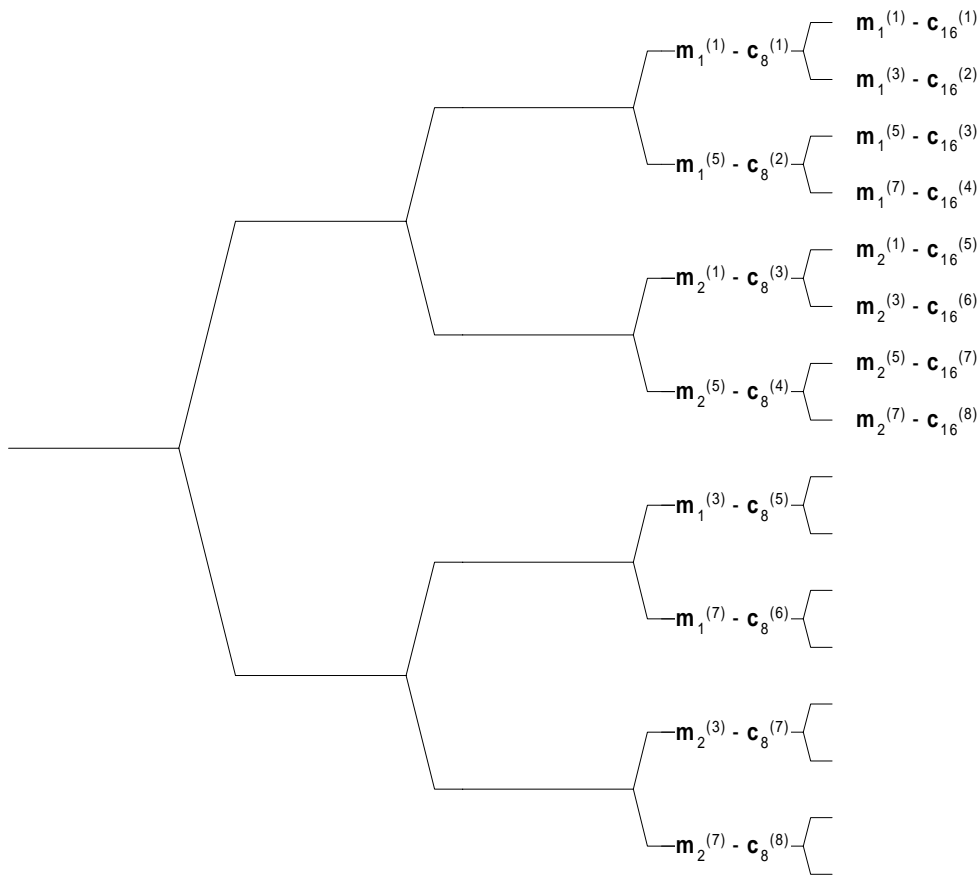 m₁⁽¹⁾ - c₁₆⁽¹⁾
m₁⁽¹⁾ - c₈⁽¹⁾
m₁⁽³⁾ - c₁₆⁽²⁾
m₁⁽⁵⁾ - c₁₆⁽³⁾
m₁⁽⁵⁾ - c₈⁽²⁾
m₁⁽⁷⁾ - c₁₆⁽⁴⁾
m₂⁽¹⁾ - c₁₆⁽⁵⁾
m₂⁽¹⁾ - c₈⁽³⁾
m₂⁽³⁾ - c₁₆⁽⁶⁾
m₂⁽⁵⁾ - c₁₆⁽⁷⁾
m₂⁽⁵⁾ - c₈⁽⁴⁾
m₂⁽⁷⁾ - c₁₆⁽⁸⁾
m₁⁽³⁾ - c₈⁽⁵⁾
m₁⁽⁷⁾ - c₈⁽⁶⁾
m₂⁽³⁾ - c₈⁽⁷⁾
m₂⁽⁷⁾ - c₈⁽⁸⁾